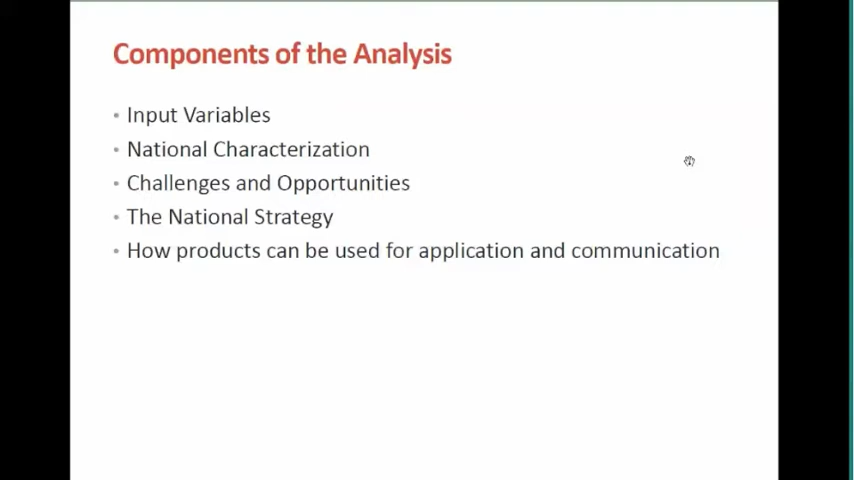 Components of the Analysis
• Input Variables
• National Characterization
• Challenges and Opportunities
• The National Strategy
• How products can be used for application and communication